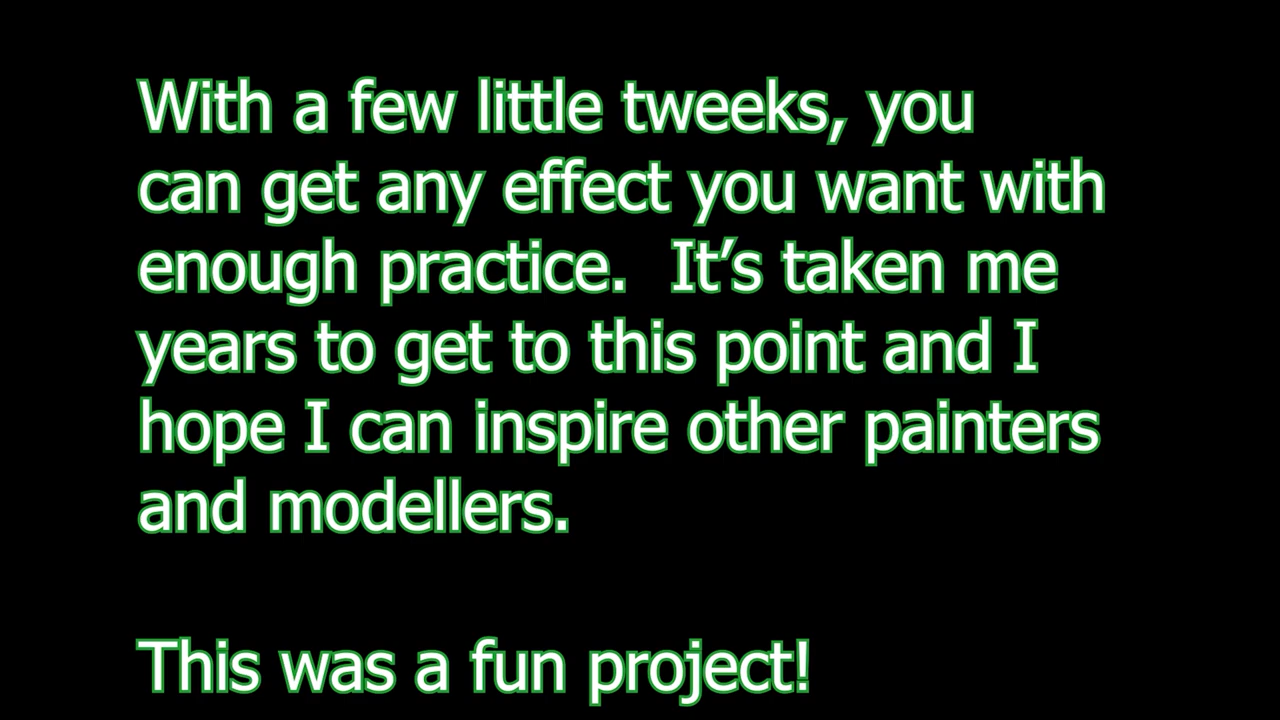 With a few little tweeks, you
can get any effect you want with
enough practice.  It’s taken me
years to get to this point and I
hope I can inspire other painters
and modellers.
This was a fun project!